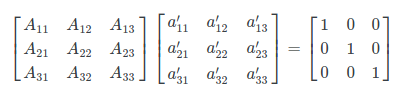 [A₁₁ A₁₂ A₁₃] [a′₁₁ a′₁₂ a′₁₃] [1 0 0]
[A₂₁ A₂₂ A₂₃] [a′₂₁ a′₂₂ a′₂₃] = [0 1 0]
[A₃₁ A₃₂ A₃₃] [a′₃₁ a′₃₂ a′₃₃] [0 0 1]